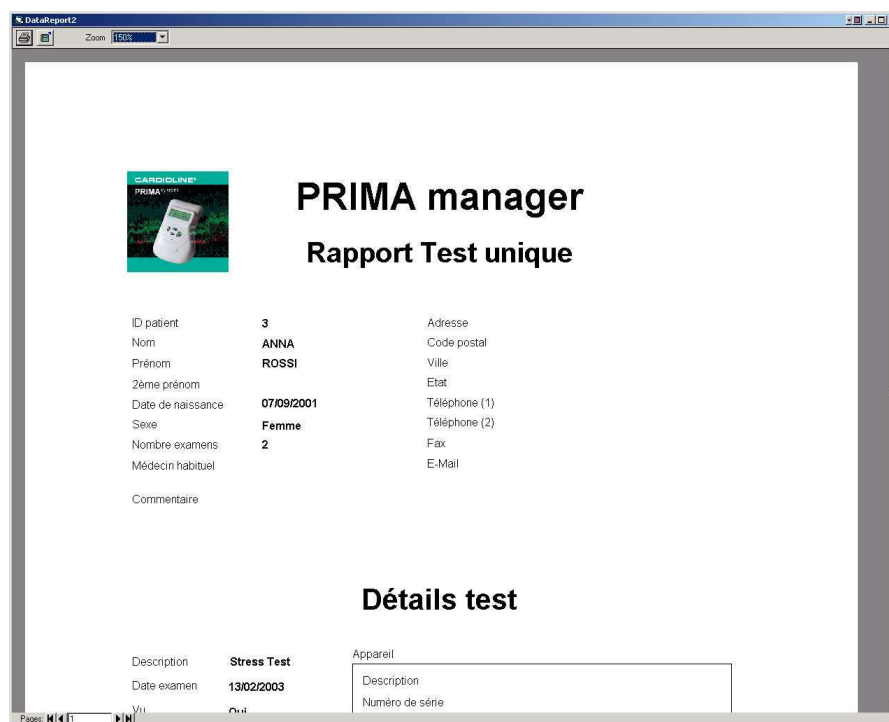 DataReport2
Zoom 150%
CARDIOLINE®
PRIMA system
PRIMA manager
Rapport Test unique
ID patient 3 Adresse
Nom ANNA Code postal
Prénom ROSSI Ville
2ème prénom Etat
Date de naissance 07/09/2001 Téléphone (1)
Sexe Femme Téléphone (2)
Nombre examens 2 Fax
Médecin habituel E-Mail
Commentaire
Détails test
Description Stress Test Appareil
Date examen 13/02/2003 Description
Vu Oui Numéro de série
Pages: 1